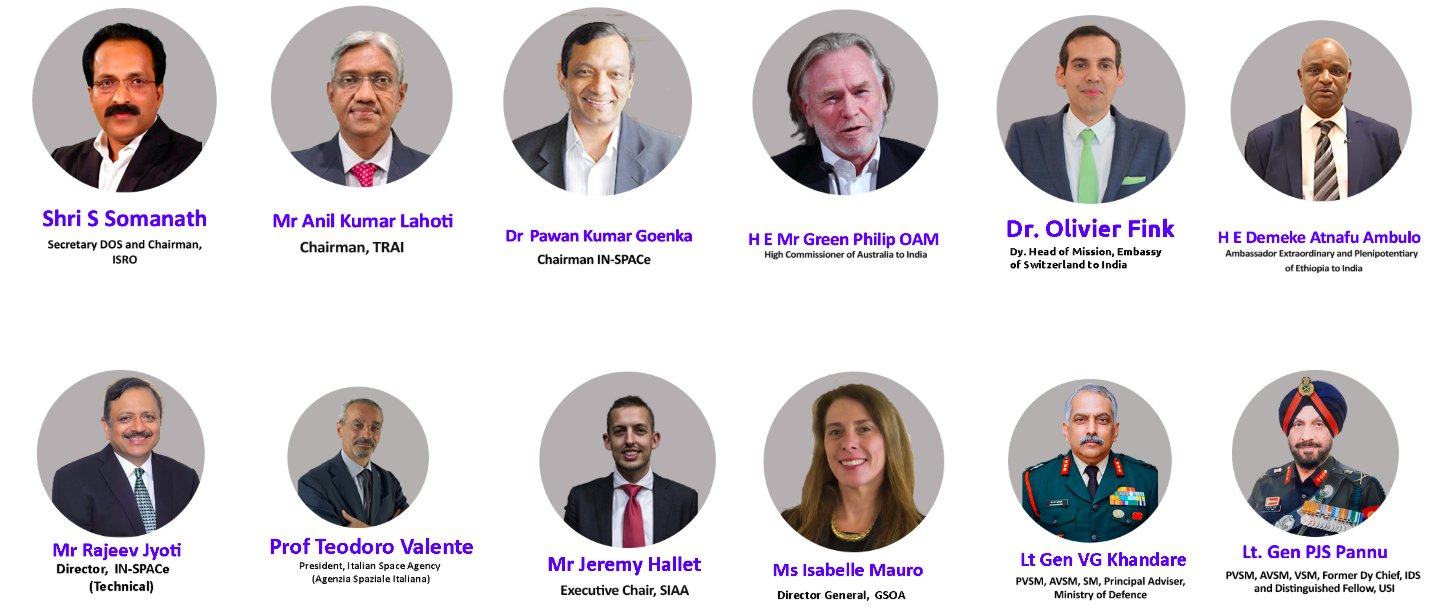 Shri S Somanath
Secretary DOS and Chairman,
ISRO
Mr Anil Kumar Lahoti
Chairman, TRAI
Dr Pawan Kumar Goenka
Chairman IN-SPACe
H E Mr Green Philip OAM
High Commissioner of Australia to India
Dr. Olivier Fink
Dy. Head of Mission, Embassy
of Switzerland to India
H E Demeke Atnafu Ambulo
Ambassador Extraordinary and Plenipotentiary
of Ethiopia to India
Mr Rajeev Jyoti
Director, IN-SPACe
(Technical)
Prof Teodoro Valente
President, Italian Space Agency
(Agenzia Spaziale Italiana)
Mr Jeremy Hallet
Executive Chair, SIAA
Ms Isabelle Mauro
Director General, GSOA
Lt Gen VG Khandare
PVSM, AVSM, SM, Principal Adviser,
Ministry of Defence
Lt. Gen PJS Pannu
PVSM, AVSM, VSM, Former Dy Chief, IDS
and Distinguished Fellow, USI